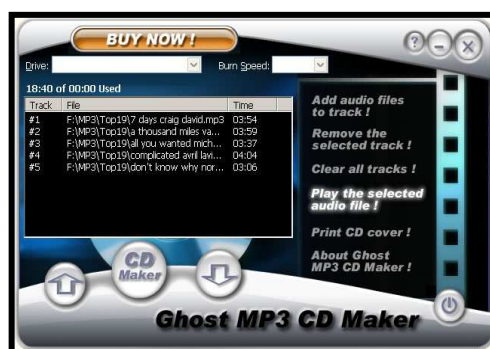 BUY NOW !
Drive: Burn Speed:
18:40 of 00:00 Used
Track File Time
#1 F:\MP3\Top19\7 days craig david.mp3 03:54
#2 F:\MP3\Top19\a thousand miles va... 03:59
#3 F:\MP3\Top19\all you wanted mich... 03:37
#4 F:\MP3\Top19\complicated avril lavi... 04:04
#5 F:\MP3\Top19\don't know why nor... 03:06
Add audio files
to track !
Remove the
selected track !
Clear all tracks !
Play the selected
audio file !
Print CD cover !
About Ghost
MP3 CD Maker !
CD
Maker
Ghost MP3 CD Maker